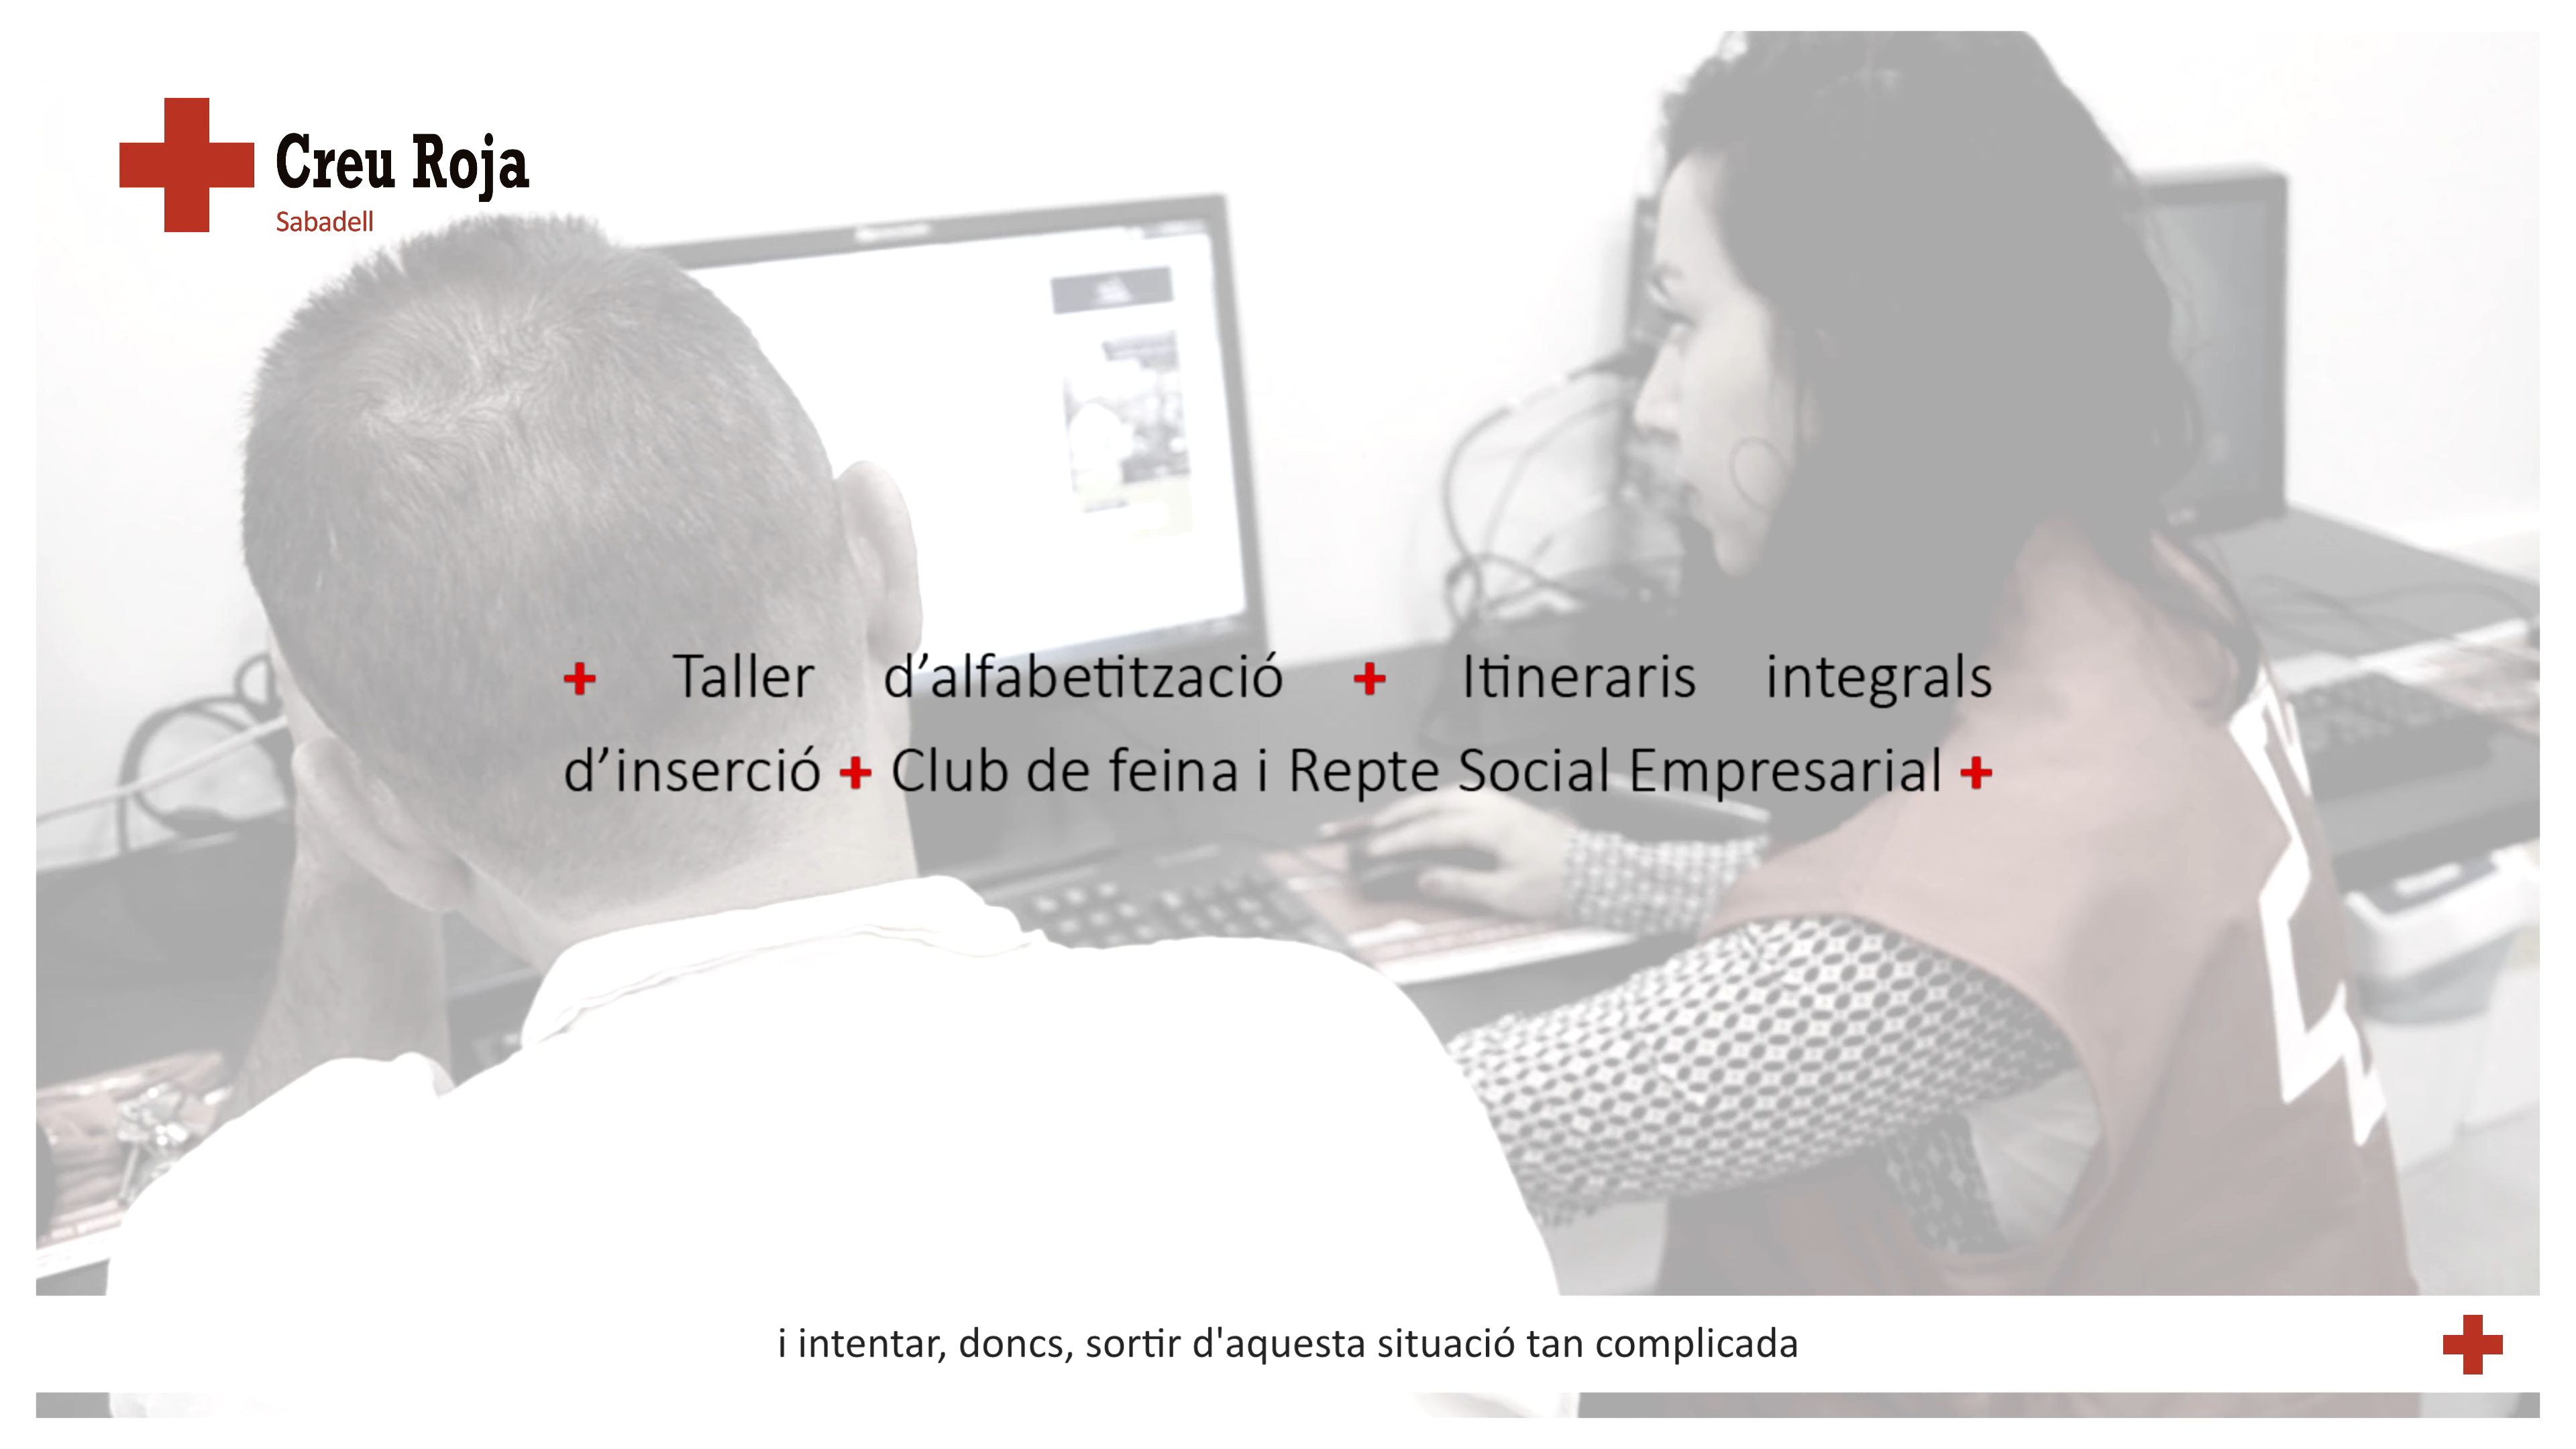 Creu Roja
Sabadell
+ Taller d’alfabetització + Itineraris integrals
d’inserció + Club de feina i Repte Social Empresarial +
i intentar, doncs, sortir d'aquesta situació tan complicada